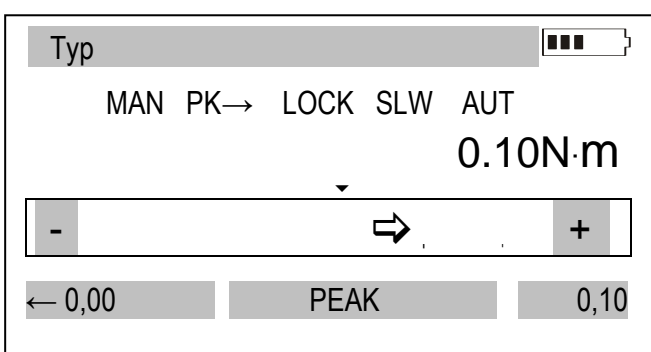 Typ
MAN PK→ LOCK SLW AUT
0.10N·m
- +
← 0,00 PEAK 0,10